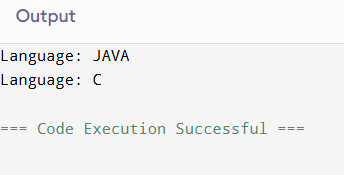 Output
Language: JAVA
Language: C
=== Code Execution Successful ===